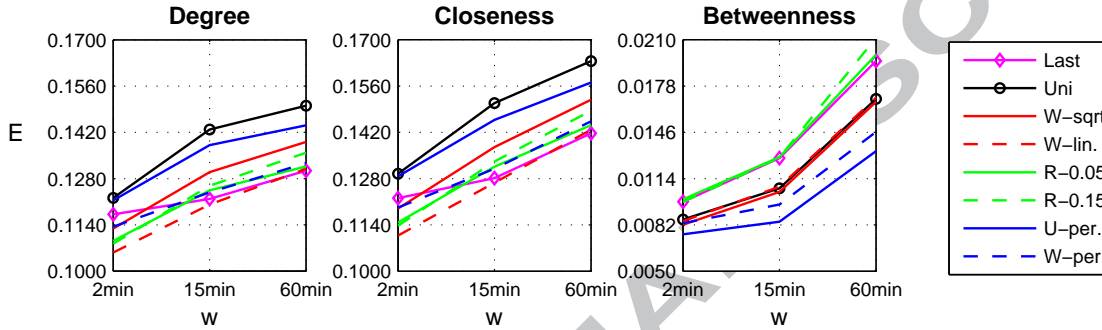 Degree
Closeness
Betweenness
0.1700
0.1560
0.1420
0.1280
0.1140
0.1000
E
2min 15min 60min
w
0.1700
0.1560
0.1420
0.1280
0.1140
0.1000
2min 15min 60min
w
0.0210
0.0178
0.0146
0.0114
0.0082
0.0050
2min 15min 60min
w
Last
Uni
W-sqrt
W-lin.
R-0.05
R-0.15
U-per.
W-per